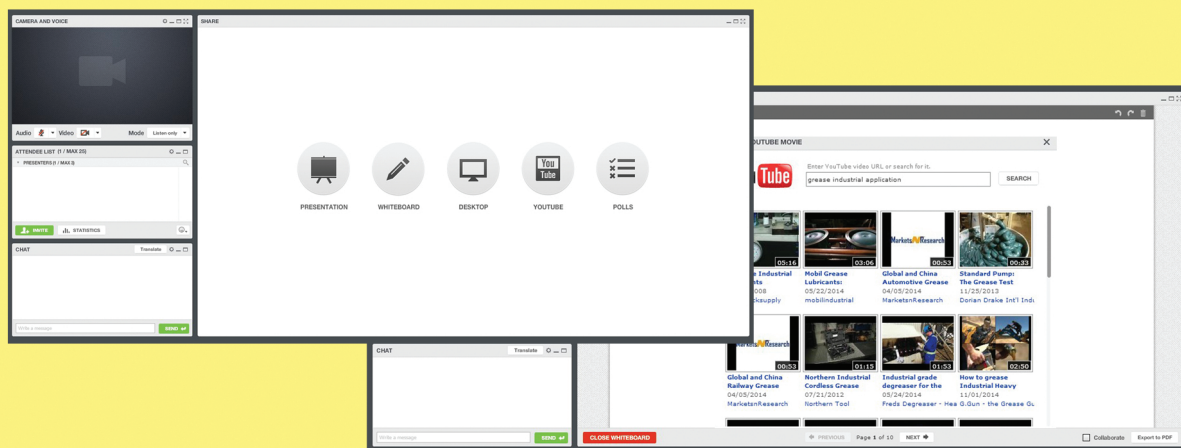 CAMERA AND VOICE
Audio
Video
Mode
Listen only
ATTENDEE LIST (1 / MAX 25)
PRESENTERS (1 / MAX 3)
INVITE
STATISTICS
CHAT
Translate
Write a message
SEND
SHARE
PRESENTATION
WHITEBOARD
DESKTOP
You
Tube
YOUTUBE
POLLS
OUTUBE MOVIE
Tube
Enter YouTube video URL or search for it.
grease industrial application
SEARCH
05:16
03:06
MarketsNResearch
00:53
00:33
Industrial
Mobil Grease
Lubricants:
05/22/2014
mobilindustrial
Global and China
Automotive Grease
04/05/2014
MarketsnResearch
Standard Pump:
The Grease Test
11/25/2013
Dorian Drake Int'l Indu
008
cksupply
00:53
01:15
01:53
02:50
Global and China
Railway Grease
04/05/2014
MarketsnResearch
Northern Industrial
Cordless Grease
07/21/2012
Northern Tool
Industrial grade
degreaser for the
05/24/2014
Freds Degreaser - Hea
How to grease
Industrial Heavy
11/01/2014
G.Gun - the Grease Gu
CHAT
Translate
Write a message
SEND
CLOSE WHITEBOARD
PREVIOUS
Page 1 of 10
NEXT
Collaborate
Export to PDF